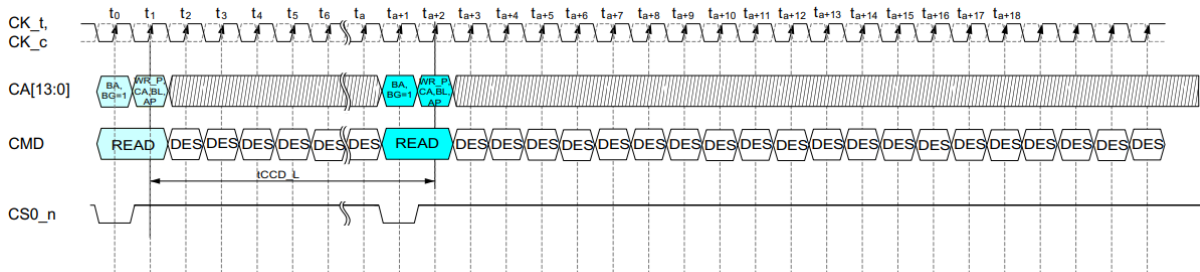 t0 t1 t2 t3 t4 t5 t6 ta ta+1 ta+2 ta+3 ta+4 ta+5 ta+6 ta+7 ta+8 ta+9 ta+10 ta+11 ta+12 ta+13 ta+14 ta+15 ta+16 ta+17 ta+18
CK_t,
CK_c
CA[13:0]
BA,
BG=1
WR_P,
CA,BL,
AP
BA,
BG=1
WR_P,
CA,BL,
AP
CMD
READ DES DES DES DES DES DES READ DES DES DES DES DES DES DES DES DES DES DES DES DES DES DES DES DES DES DES DES
tCCD_L
CS0_n